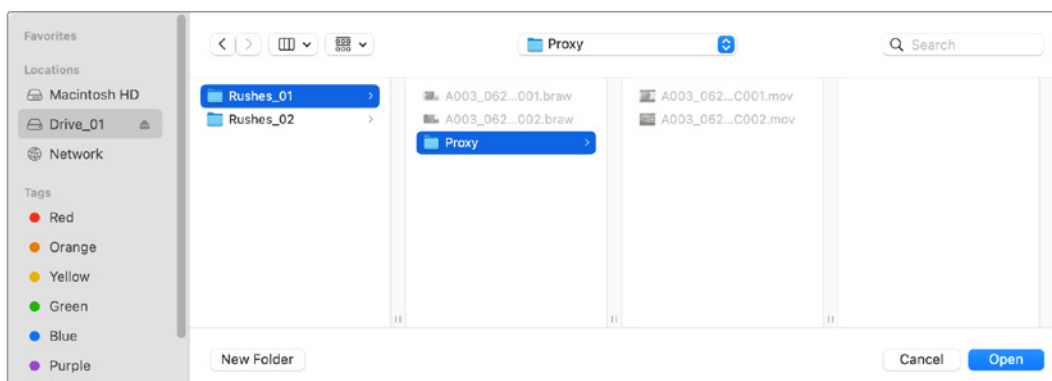 Favorites
Locations
Macintosh HD
Drive_01
Network
Tags
Red
Orange
Yellow
Green
Blue
Purple
Proxy
Search
Rushes_01
Rushes_02
A003_062...001.braw
A003_062...002.braw
Proxy
A003_062...C001.mov
A003_062...C002.mov
New Folder
Cancel
Open